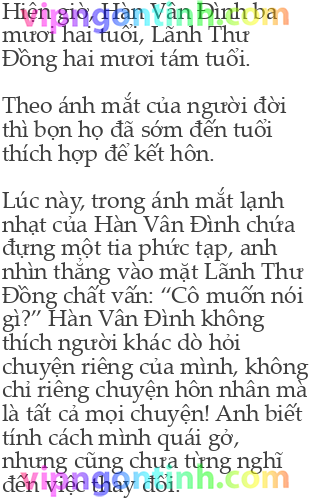 Hiện giờ, Hàn Vân Đình ba
mươi hai tuổi, Lãnh Thư
Đồng hai mươi tám tuổi.
Theo ánh mắt của người đời
thì bọn họ đã sớm đến tuổi
thích hợp để kết hôn.
Lúc này, trong ánh mắt lạnh
nhạt của Hàn Vân Đình chứa
đựng một tia phức tạp, anh
nhìn thẳng vào mặt Lãnh Thư
Đồng chất vấn: “Cô muốn nói
gì?” Hàn Vân Đình không
thích người khác dò hỏi
chuyện riêng của mình, không
chỉ riêng chuyện hôn nhân mà
là tất cả mọi chuyện! Anh biết
tính cách mình quái gở,
nhưng cũng chưa từng nghĩ
đến việc thay đổi.
vipngontinh.com
vipngontinh.com